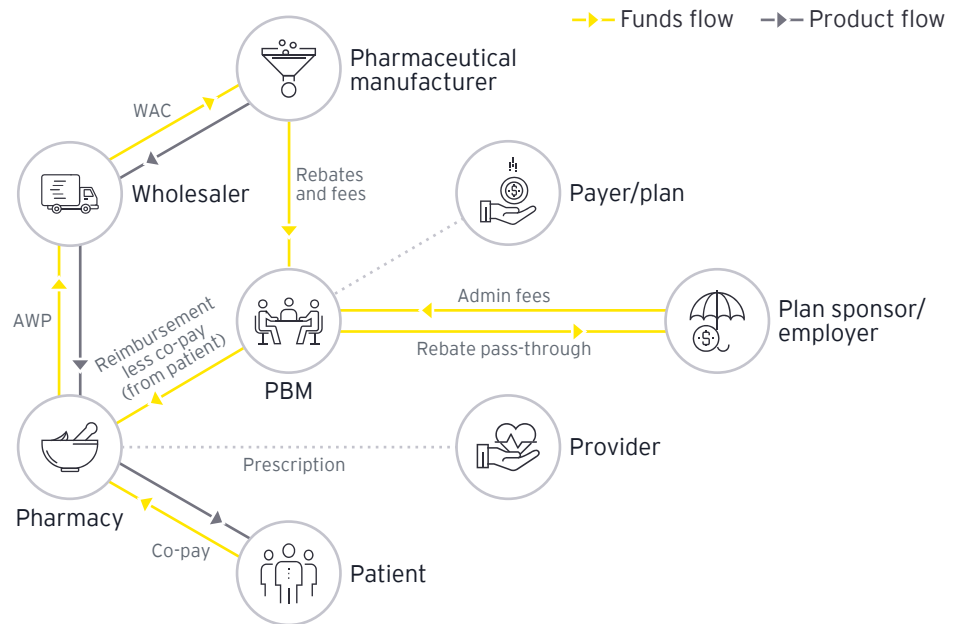 Funds flow
Product flow
Pharmaceutical
manufacturer
WAC
Wholesaler
Rebates
and fees
Payer/plan
Admin fees
Plan sponsor/
employer
Rebate pass-through
AWP
Reimbursement
less co-pay
(from patient)
PBM
Provider
Prescription
Pharmacy
Co-pay
Patient